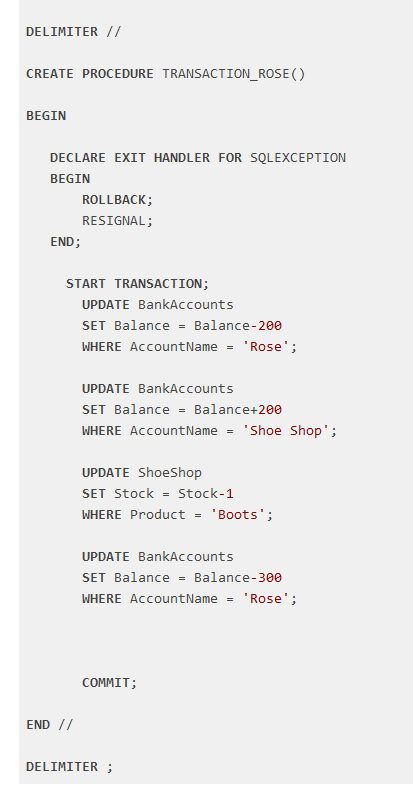 DELIMITER //
CREATE PROCEDURE TRANSACTION_ROSE()
BEGIN
DECLARE EXIT HANDLER FOR SQLEXCEPTION
BEGIN
ROLLBACK;
RESIGNAL;
END;
START TRANSACTION;
UPDATE BankAccounts
SET Balance = Balance-200
WHERE AccountName = 'Rose';
UPDATE BankAccounts
SET Balance = Balance+200
WHERE AccountName = 'Shoe Shop';
UPDATE ShoeShop
SET Stock = Stock-1
WHERE Product = 'Boots';
UPDATE BankAccounts
SET Balance = Balance-300
WHERE AccountName = 'Rose';
COMMIT;
END //
DELIMITER ;